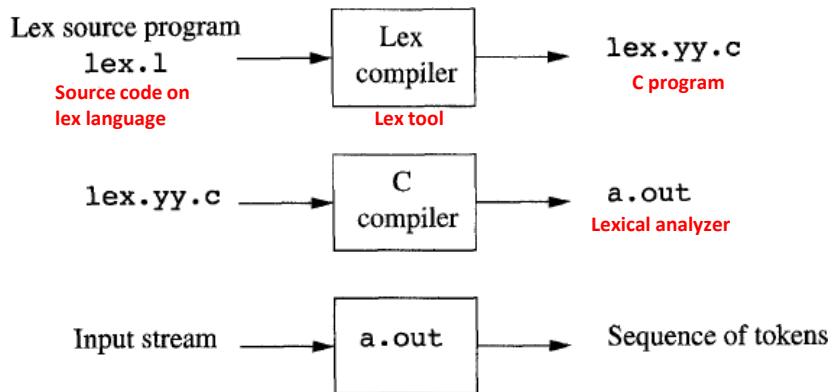 Lex source program
lex.l
Source code on
lex language
Lex
compiler
Lex tool
lex.yy.c
C program
lex.yy.c
C
compiler
a.out
Lexical analyzer
Input stream
a.out
Sequence of tokens